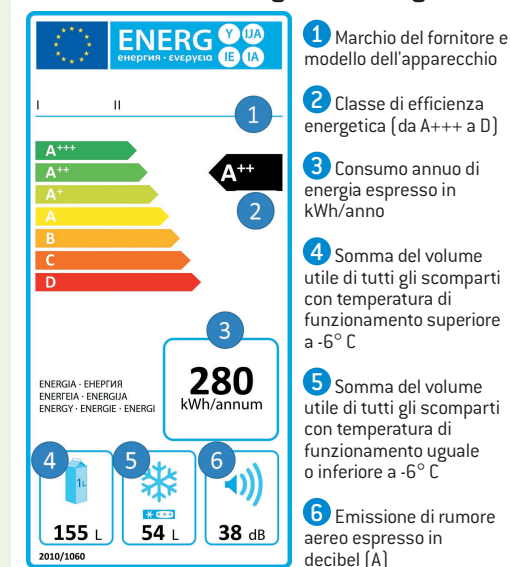 ENERG
енергия · ενεργεια
Y IJA
IE IA
I II
1
A+++
A++
A+
A
B
C
D
A++
2
3
280
kWh/annum
ENERGIA · ЕНЕРГИЯ
ΕΝΕΡΓΕΙΑ · ENERGIJA
ENERGY · ENERGIE · ENERGI
4
1L
155 L
5
54 L
6
38 dB
2010/1060
1 Marchio del fornitore e
modello dell'apparecchio
2 Classe di efficienza
energetica (da A+++ a D)
3 Consumo annuo di
energia espresso in
kWh/anno
4 Somma del volume
utile di tutti gli scomparti
con temperatura di
funzionamento superiore
a -6° C
5 Somma del volume
utile di tutti gli scomparti
con temperatura di
funzionamento uguale
o inferiore a -6° C
6 Emissione di rumore
aereo espresso in
decibel (A)